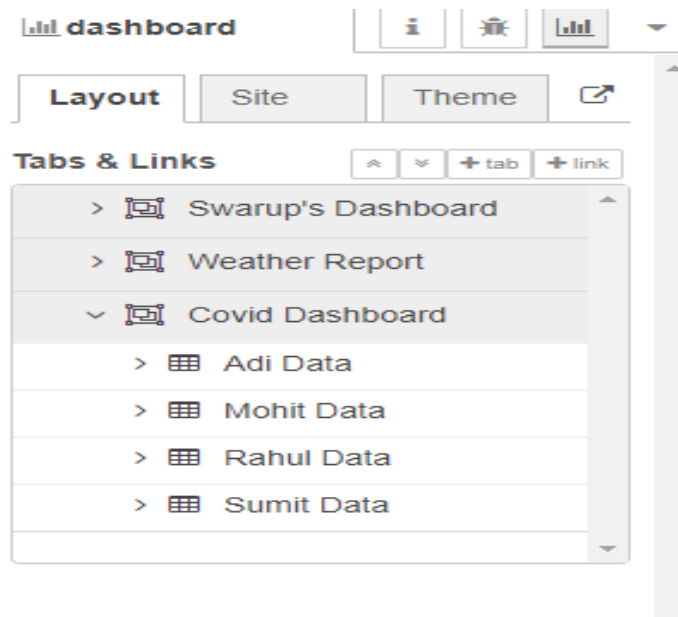 dashboard i
Layout Site Theme
Tabs & Links + tab + link
Swarup's Dashboard
Weather Report
Covid Dashboard
Adi Data
Mohit Data
Rahul Data
Sumit Data